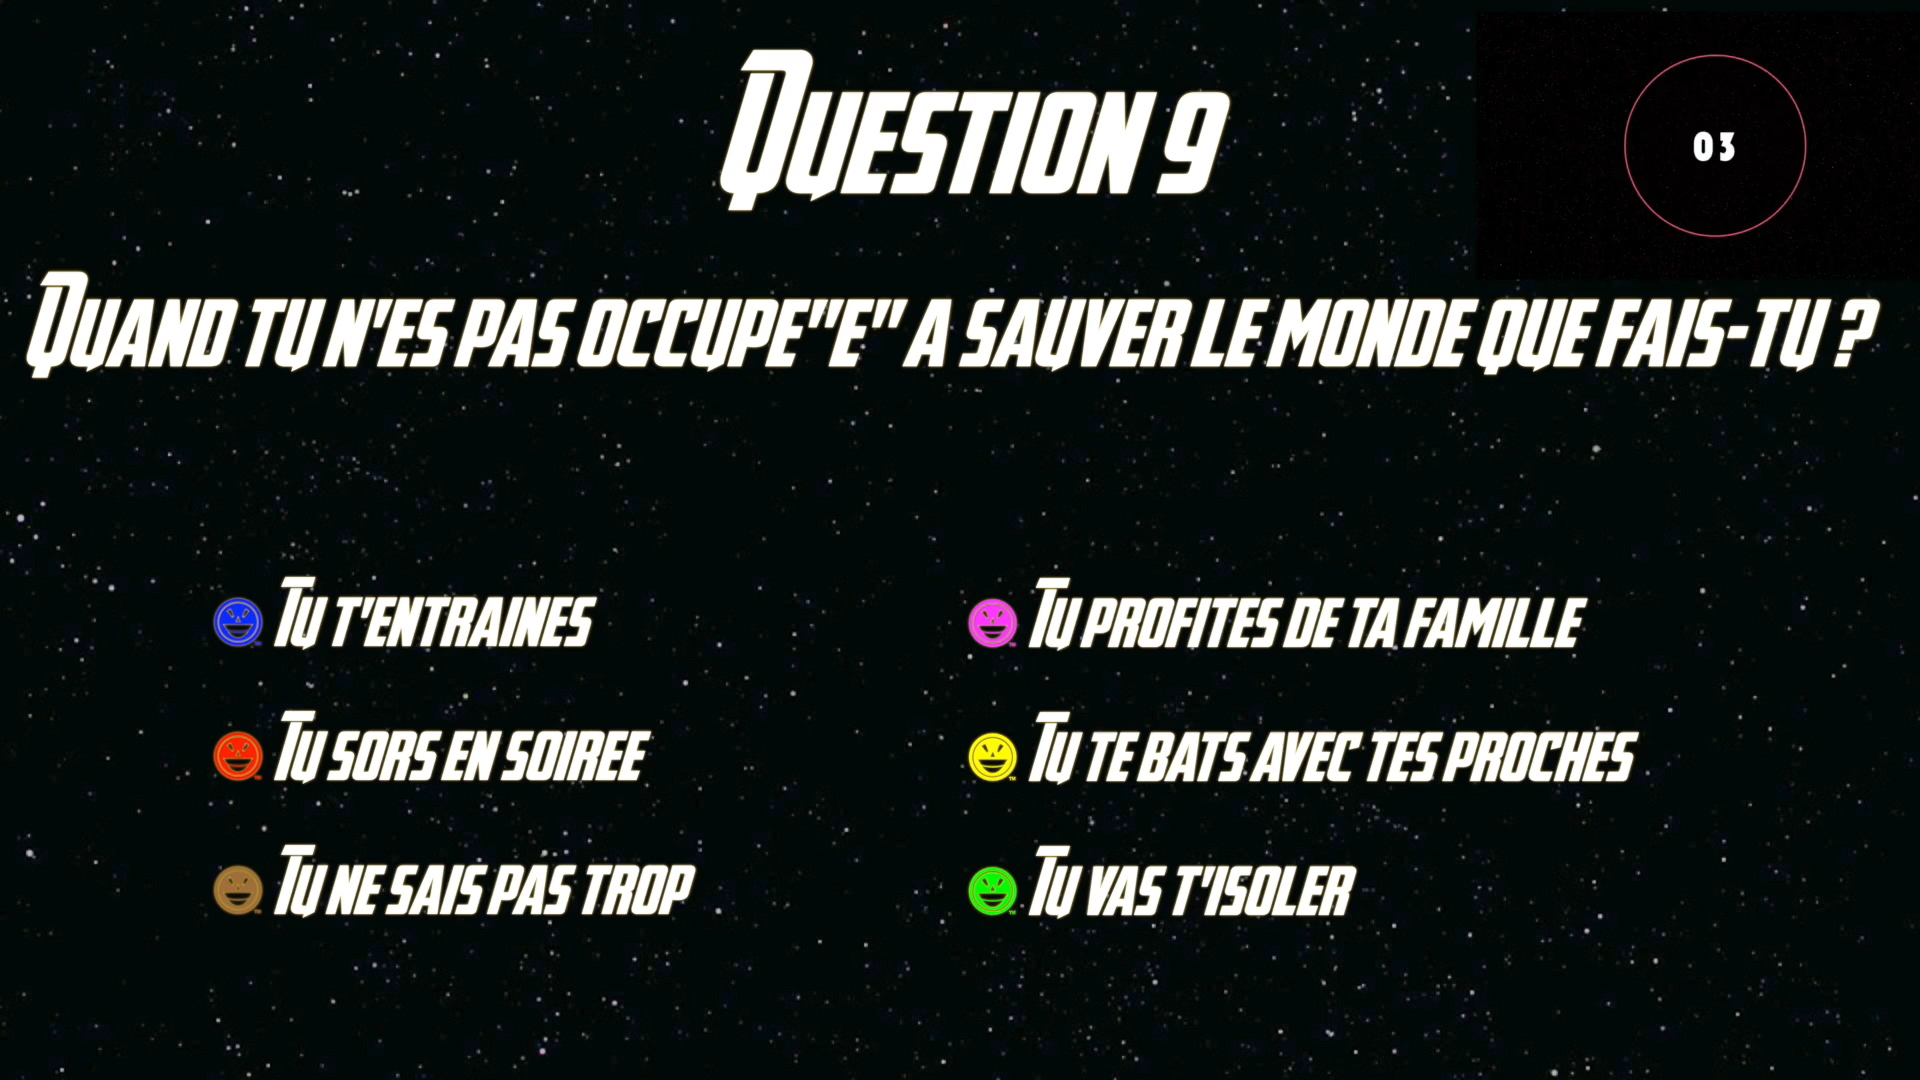 Question 9
03
Quand tu n'es pas occupe"e" a sauver le monde que fais-tu ?
Tu t'entraines
Tu profites de ta famille
Tu sors en soiree
Tu te bats avec tes proches
Tu ne sais pas trop
Tu vas t'isoler